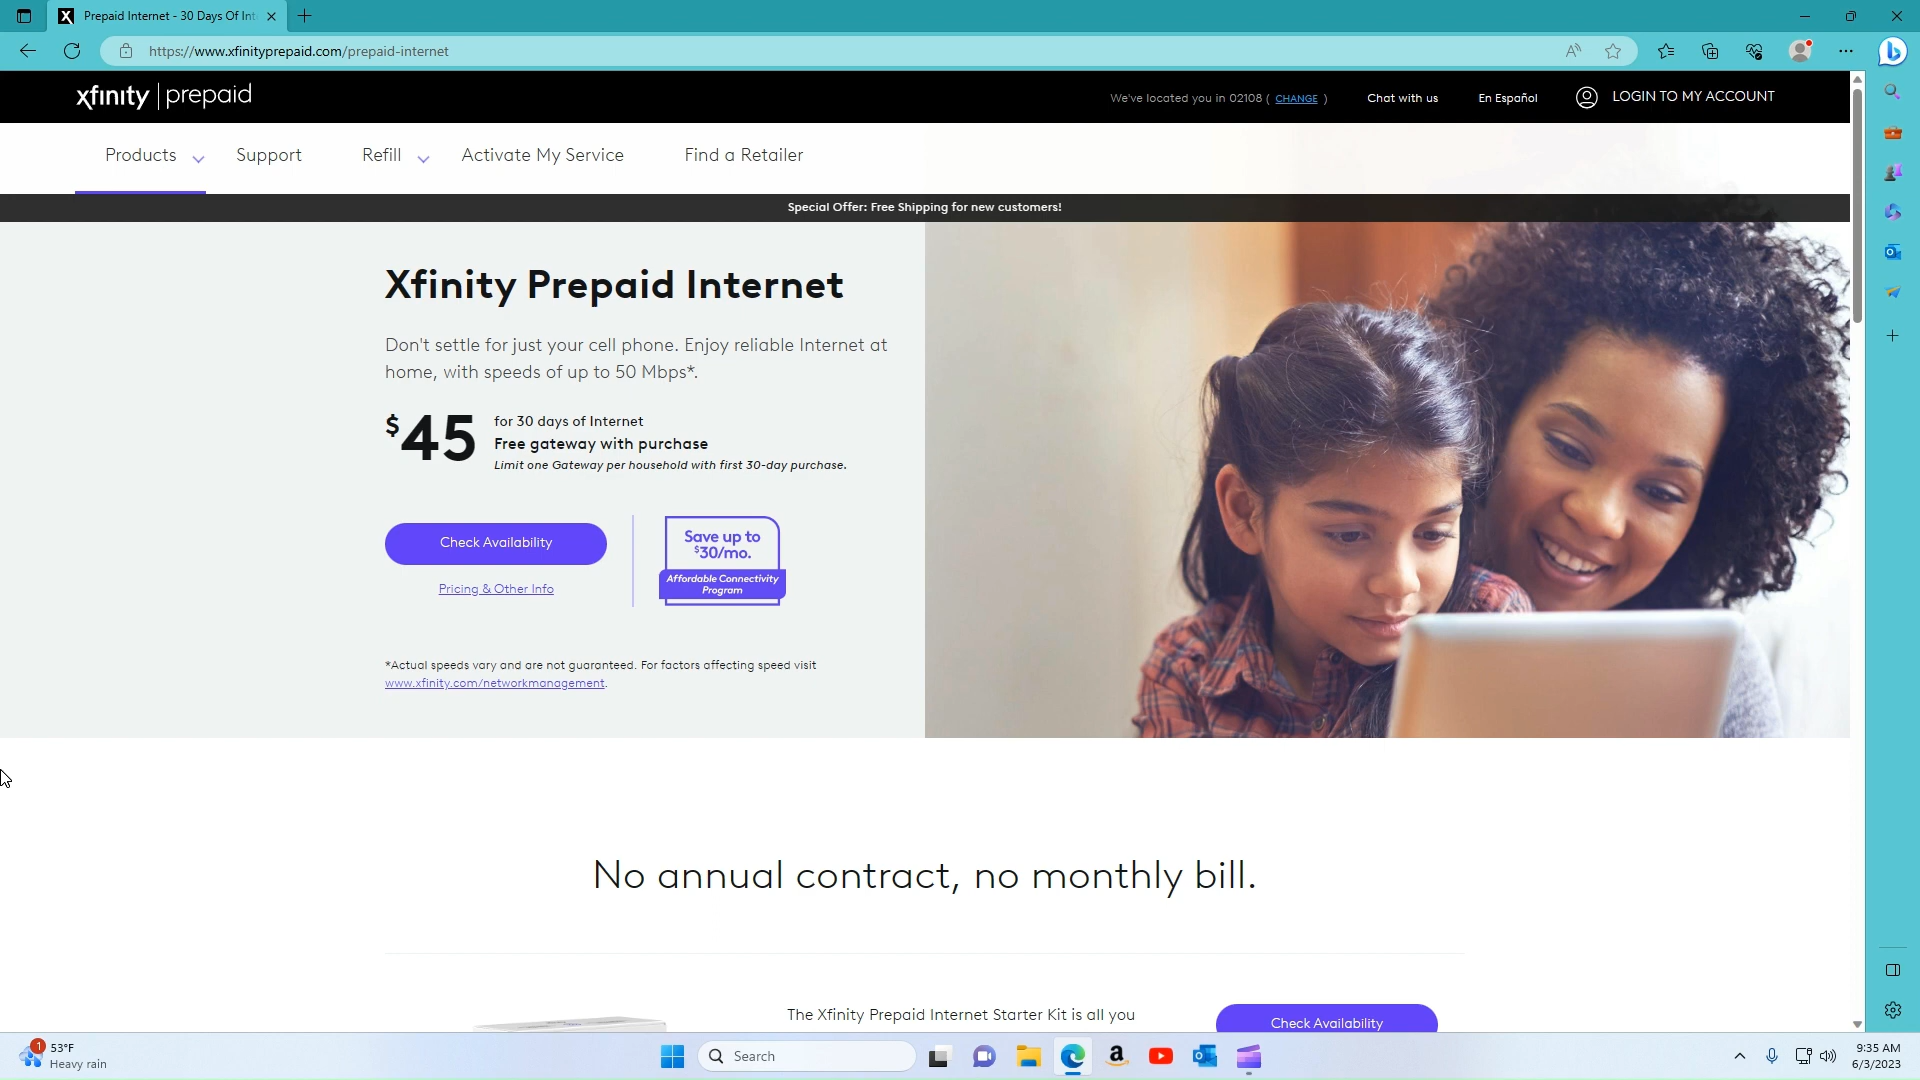 Prepaid Internet - 30 Days Of Int
https://www.xfinityprepaid.com/prepaid-internet
xfinity | prepaid
We've located you in 02108 ( CHANGE )
Chat with us
En Español
LOGIN TO MY ACCOUNT
Products
Support
Refill
Activate My Service
Find a Retailer
Special Offer: Free Shipping for new customers!
Xfinity Prepaid Internet
Don't settle for just your cell phone. Enjoy reliable Internet at
home, with speeds of up to 50 Mbps*.
$45
for 30 days of Internet
Free gateway with purchase
Limit one Gateway per household with first 30-day purchase.
Check Availability
Pricing & Other Info
Save up to
$30/mo.
Affordable Connectivity
Program
*Actual speeds vary and are not guaranteed. For factors affecting speed visit
www.xfinity.com/networkmanagement.
No annual contract, no monthly bill.
The Xfinity Prepaid Internet Starter Kit is all you
Check Availability
1
53°F
Heavy rain
Search
9:35 AM
6/3/2023